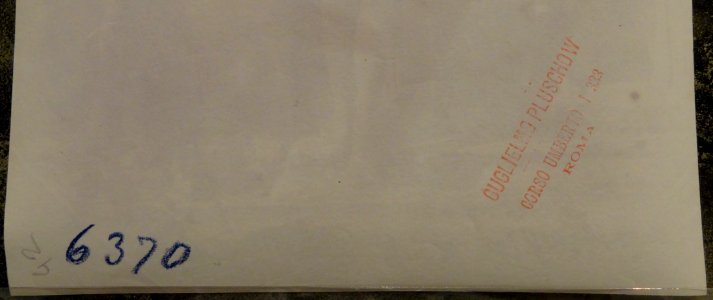 GUGLIELMO PLUSCHOW
CORSO UMBERTO I 333
ROMA
6370